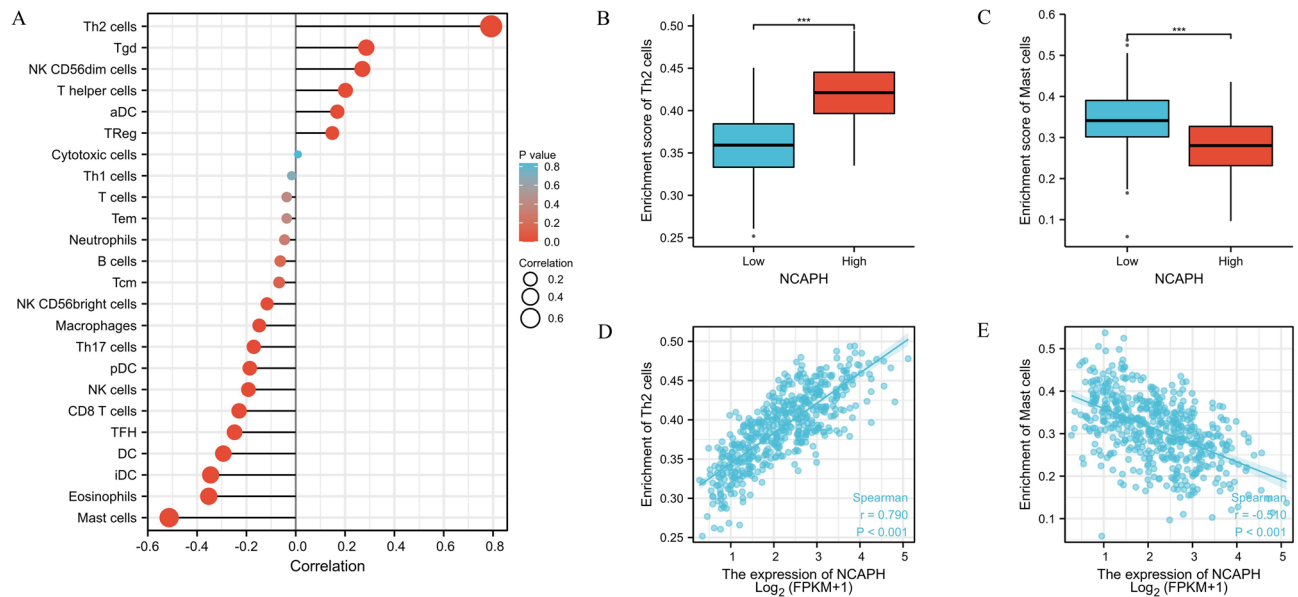 A
Th2 cells
Tgd
NK CD56dim cells
T helper cells
aDC
TReg
Cytotoxic cells
Th1 cells
T cells
Tem
Neutrophils
B cells
Tcm
NK CD56bright cells
Macrophages
Th17 cells
pDC
NK cells
CD8 T cells
TFH
DC
iDC
Eosinophils
Mast cells
-0.6 -0.4 -0.2 0.0 0.2 0.4 0.6 0.8
Correlation
P value
0.8
0.6
0.4
0.2
0.0
Correlation
0.2
0.4
0.6
B
Enrichment score of Th2 cells
0.50
0.45
0.40
0.35
0.30
0.25
***
Low High
NCAPH
C
Enrichment score of Mast cells
0.6
0.5
0.4
0.3
0.2
0.1
***
Low High
NCAPH
D
Enrichment of Th2 cells
0.50
0.45
0.40
0.35
0.30
0.25
Spearman
r = 0.790
P < 0.001
1 2 3 4 5
The expression of NCAPH
Log2 (FPKM+1)
E
Enrichment of Mast cells
0.5
0.4
0.3
0.2
0.1
Spearman
r = -0.510
P < 0.001
1 2 3 4 5
The expression of NCAPH
Log2 (FPKM+1)